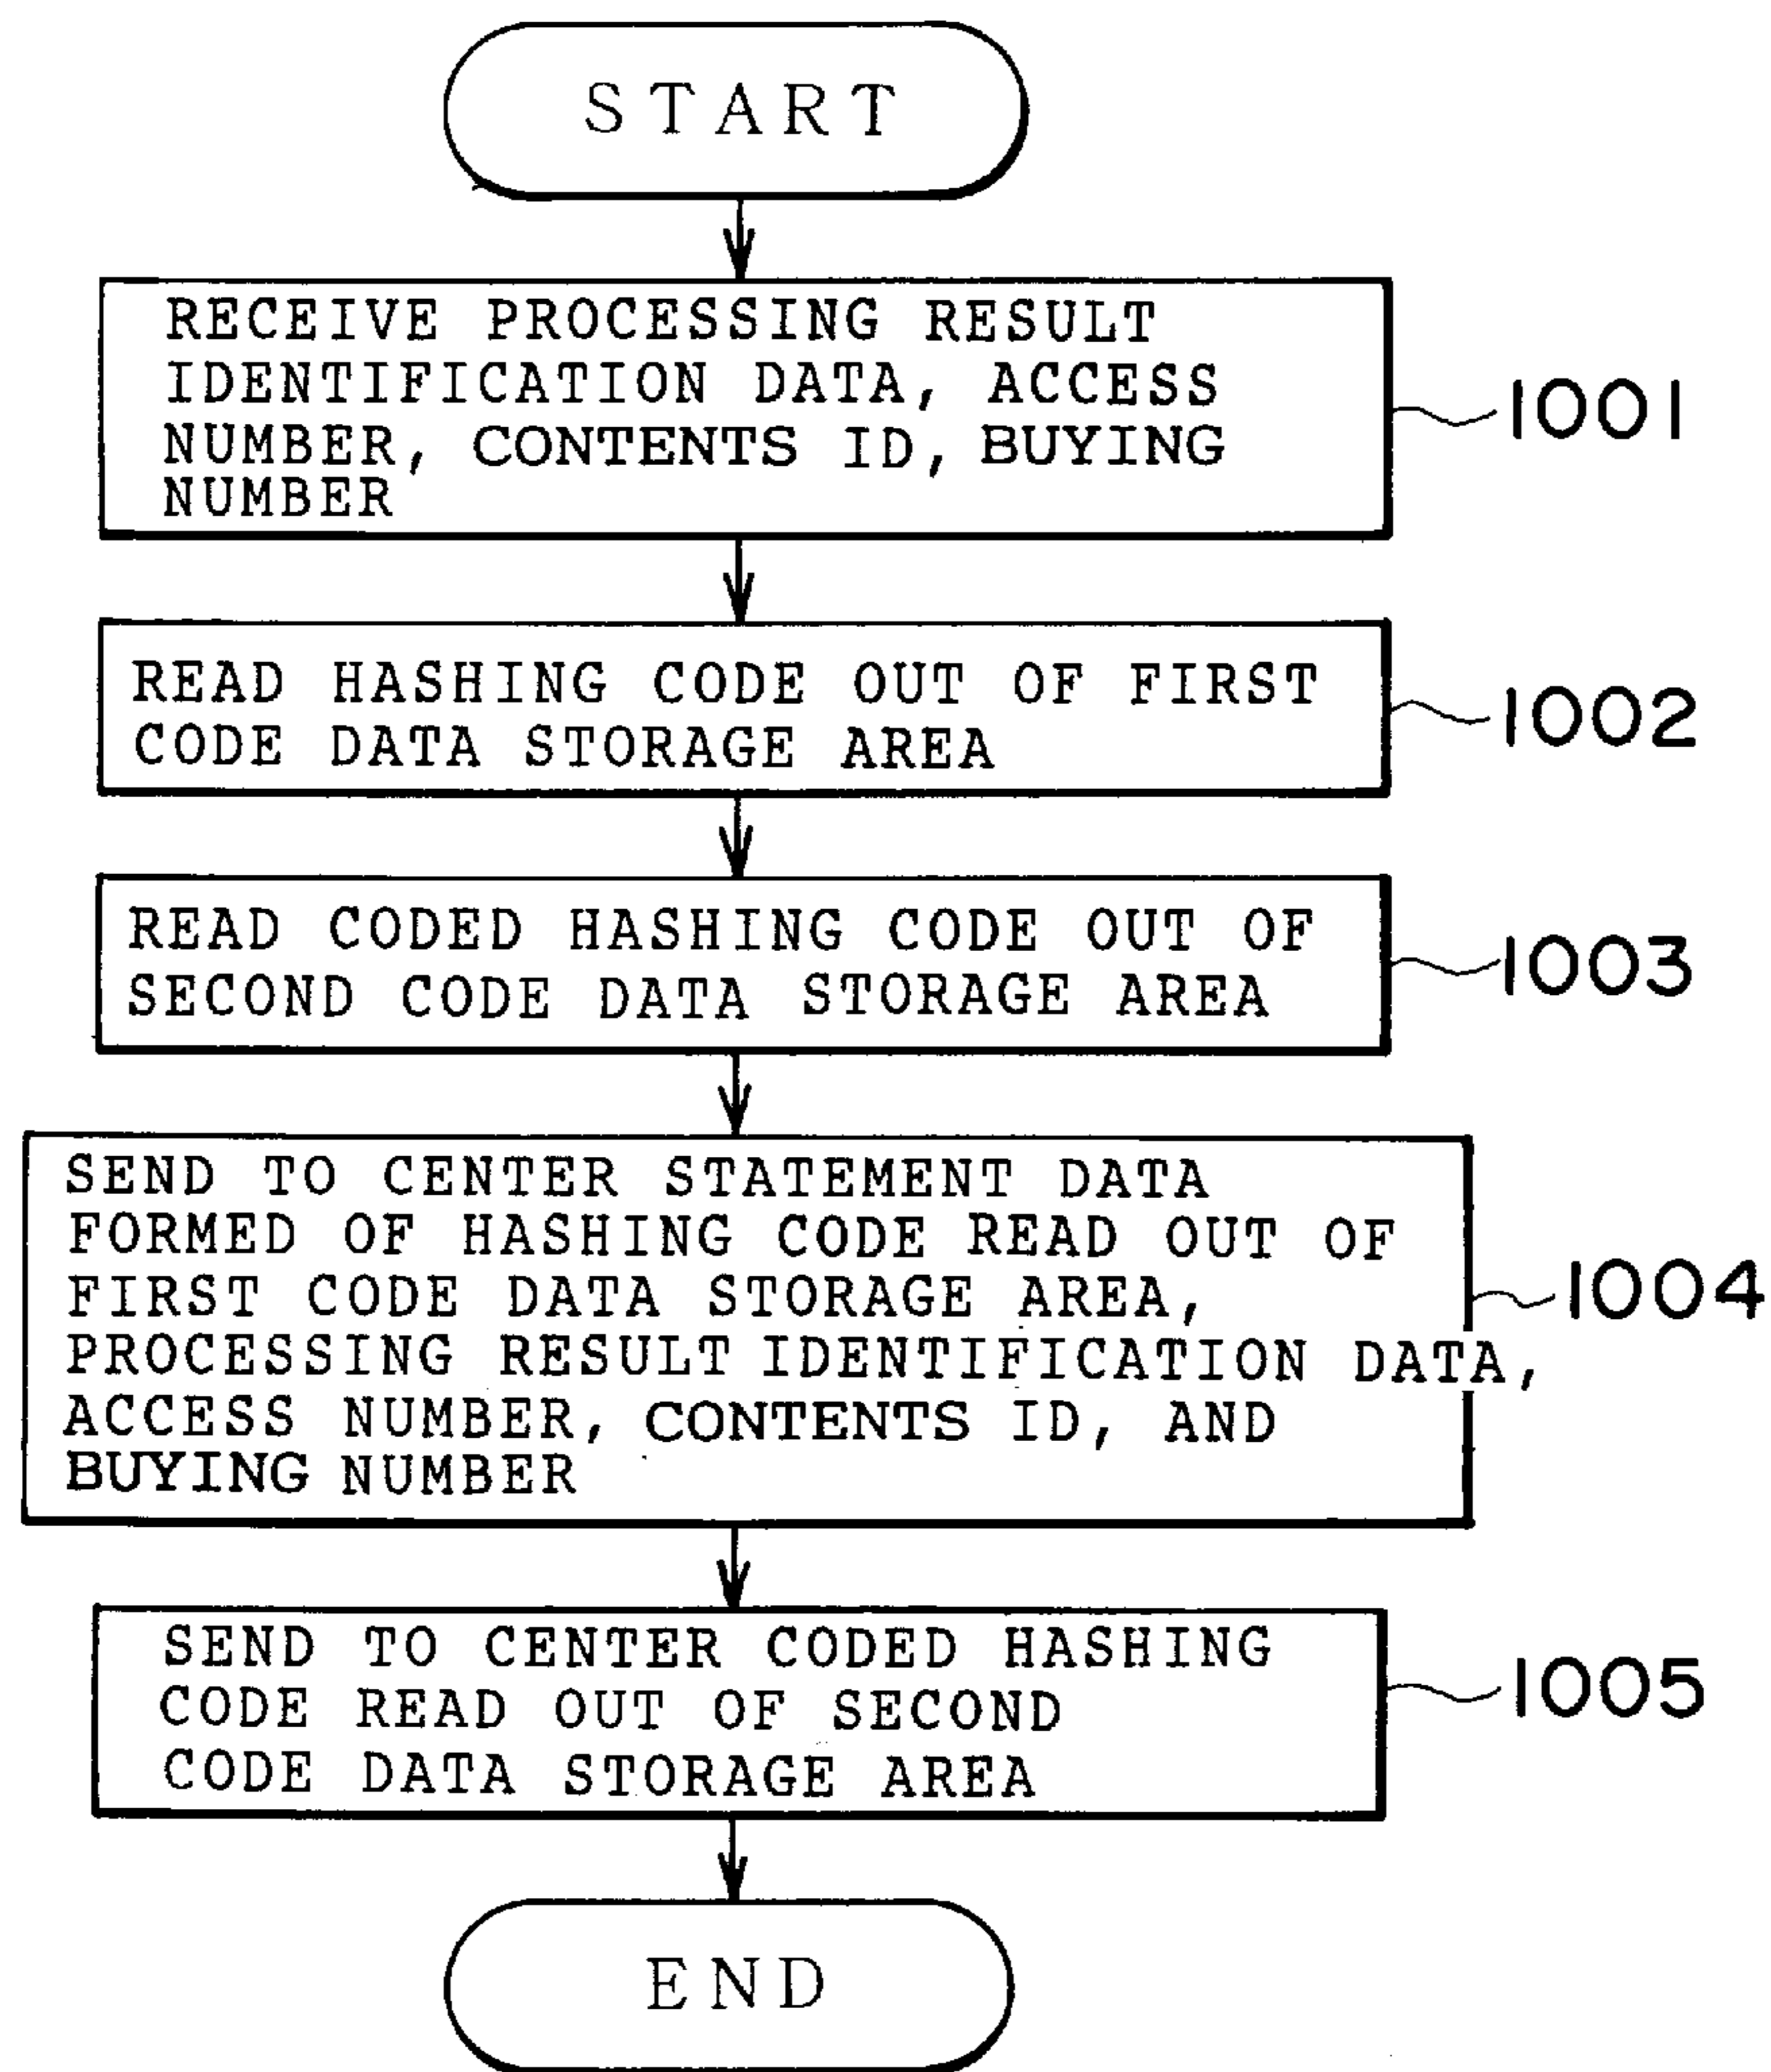 START
RECEIVE PROCESSING RESULT
IDENTIFICATION DATA, ACCESS
NUMBER, CONTENTS ID, BUYING
NUMBER
1001
READ HASHING CODE OUT OF FIRST
CODE DATA STORAGE AREA
1002
READ CODED HASHING CODE OUT OF
SECOND CODE DATA STORAGE AREA
1003
SEND TO CENTER STATEMENT DATA
FORMED OF HASHING CODE READ OUT OF
FIRST CODE DATA STORAGE AREA,
PROCESSING RESULT IDENTIFICATION DATA,
ACCESS NUMBER, CONTENTS ID, AND
BUYING NUMBER
1004
SEND TO CENTER CODED HASHING
CODE READ OUT OF SECOND
CODE DATA STORAGE AREA
1005
END